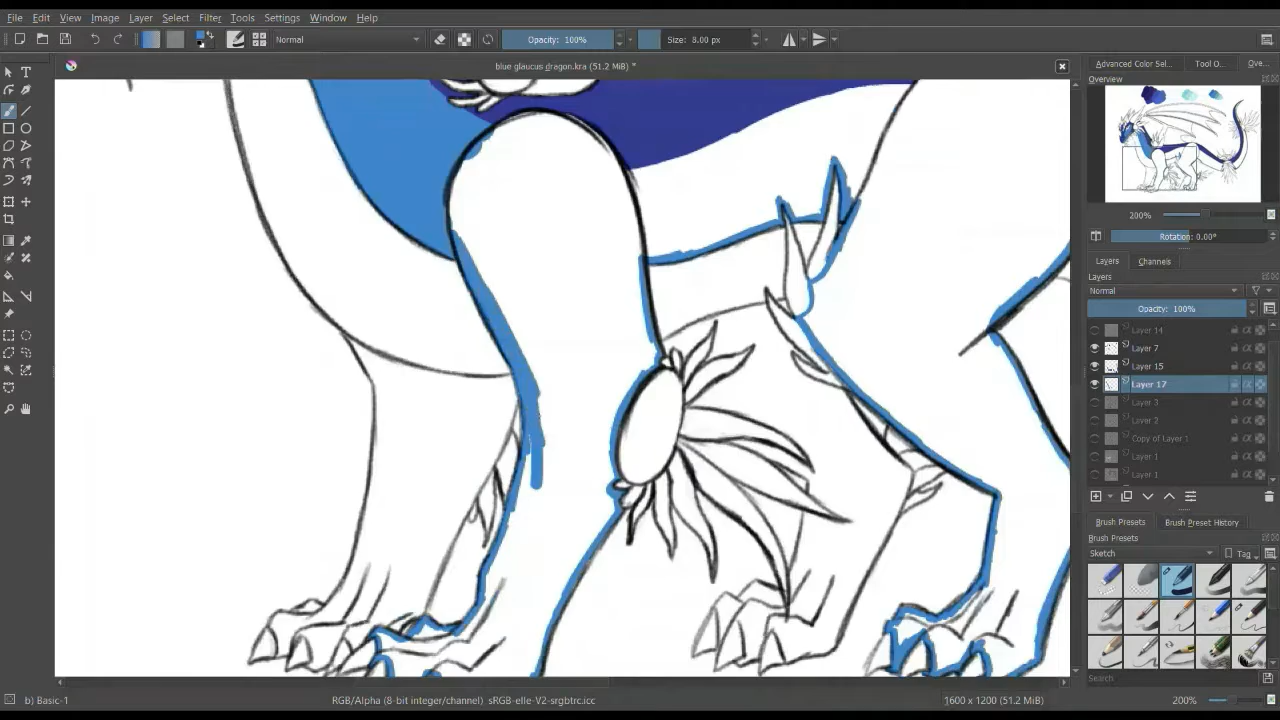 File Edit View Image Layer Select Filter Tools Settings Window Help
Normal Opacity: 100% Size: 8.00 px
blue glaucus dragon.kra (51.2 MiB) *
Advanced Color Sel... Tool O... Ove...
Overview
200%
Rotation: 0.00°
Layers Channels
Layers
Normal
Opacity: 100%
Layer 14
Layer 7
Layer 15
Layer 17
Layer 3
Layer 2
Copy of Layer 1
Layer 1
Layer 1
Brush Presets Brush Preset History
Brush Presets
Sketch Tag
Search
b) Basic-1 RGB/Alpha (8-bit integer/channel) sRGB-elle-V2-srgbtrc.icc 1600 x 1200 (51.2 MiB) 200%